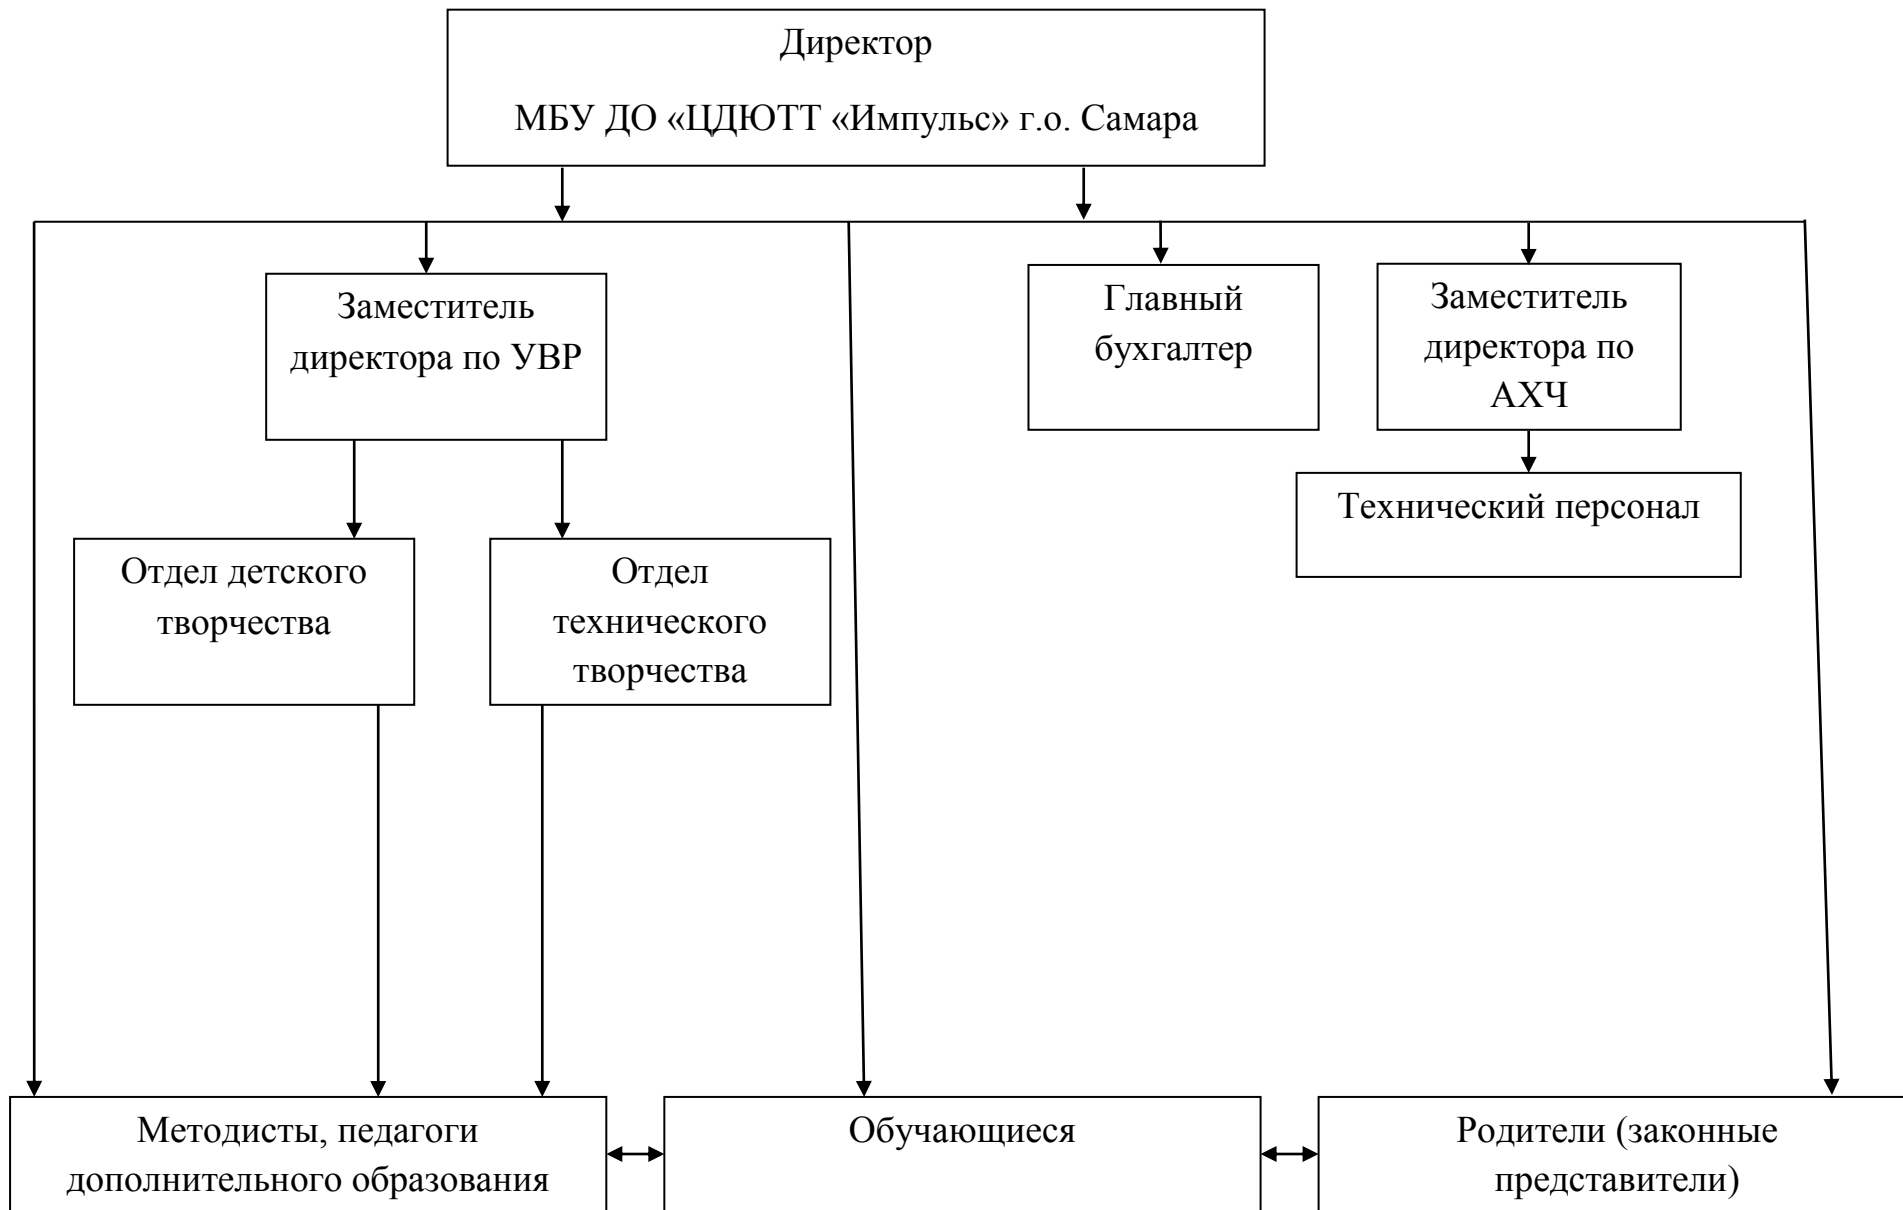 Директор
МБУ ДО «ЦДЮТТ «Импульс» г.о. Самара
Заместитель
директора по УВР
Главный
бухгалтер
Заместитель
директора по
АХЧ
Технический персонал
Отдел детского
творчества
Отдел
технического
творчества
Методисты, педагоги
дополнительного образования
Обучающиеся
Родители (законные
представители)